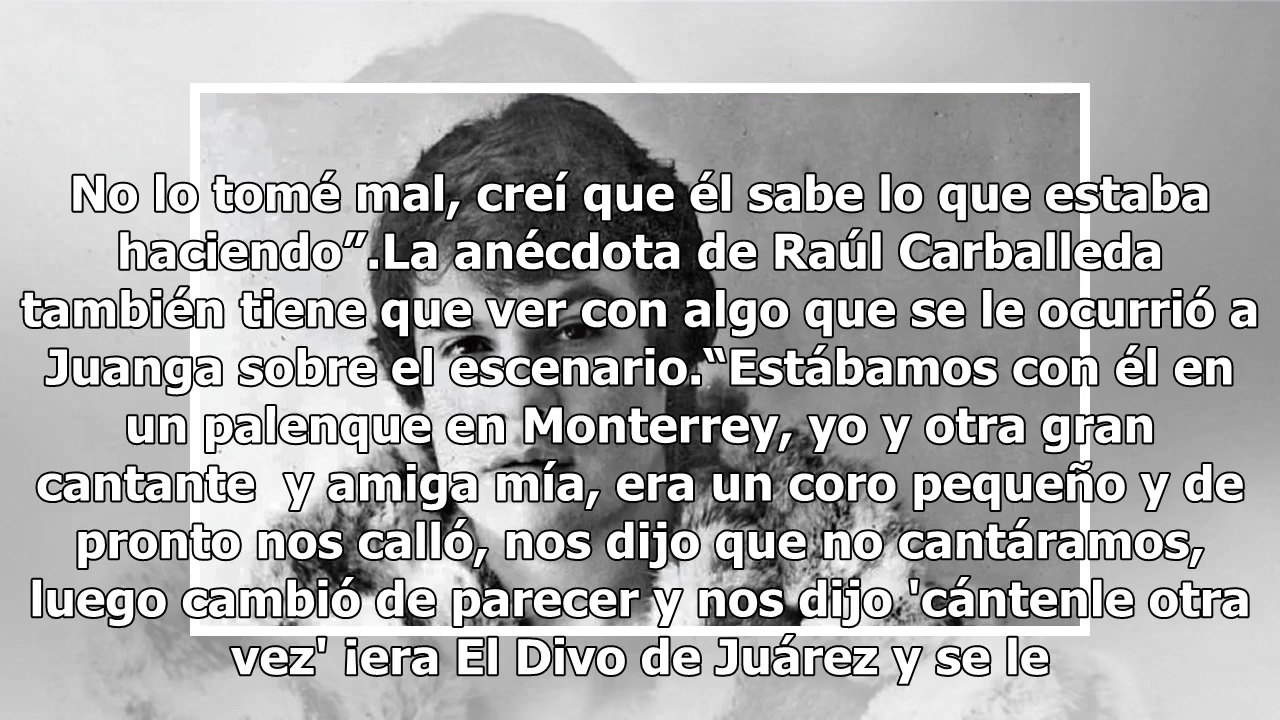 No lo tomé mal, creí que él sabe lo que estaba
haciendo”.La anécdota de Raúl Carballeda
también tiene que ver con algo que se le ocurrió a
Juanga sobre el escenario.“Estábamos con él en
un palenque en Monterrey, yo y otra gran
cantante  y amiga mía, era un coro pequeño y de
pronto nos calló, nos dijo que no cantáramos,
luego cambió de parecer y nos dijo 'cántenle otra
vez' ¡era El Divo de Juárez y se le